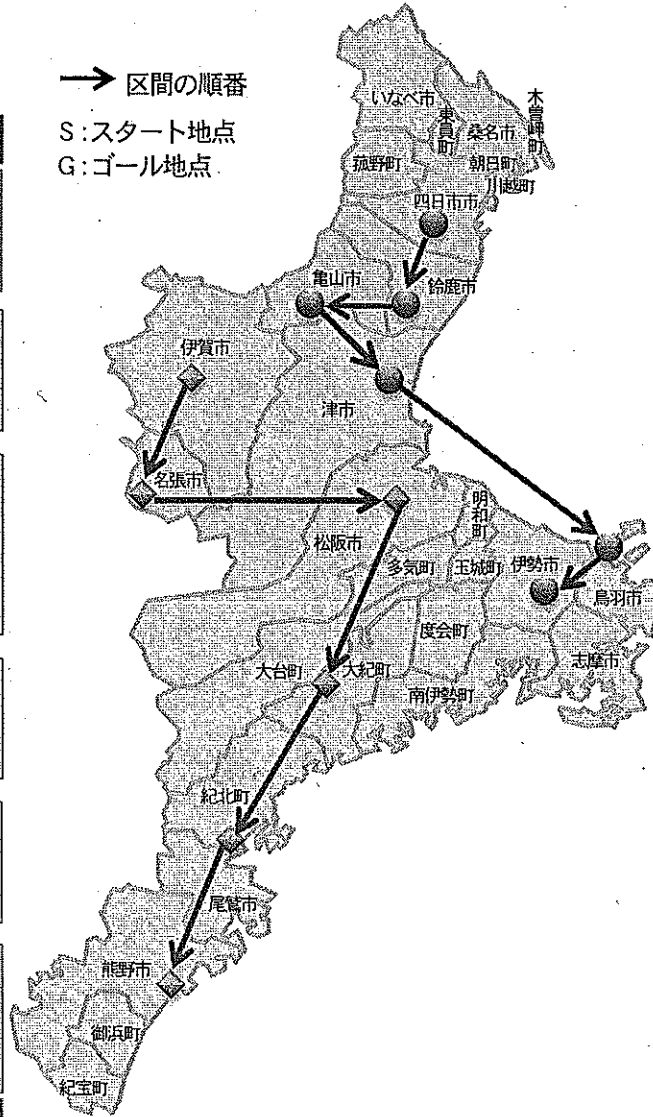 → 区間の順番
S:スタート地点
G:ゴール地点
いなべ市
東員町
桑名市
木曽岬町
菰野町
朝日町
川越町
四日市市
亀山市
鈴鹿市
伊賀市
津市
名張市
松阪市
明和町
多気町
玉城町
伊勢市
鳥羽市
度会町
志摩市
大台町
大紀町
南伊勢町
紀北町
尾鷲市
熊野市
御浜町
紀宝町